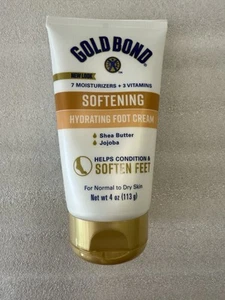 GOLD BOND
NEW LOOK
7 MOISTURIZERS + 3 VITAMINS
SOFTENING
HYDRATING FOOT CREAM
Shea Butter
Jojoba
HELPS CONDITION &
SOFTEN FEET
For Normal to Dry Skin
Net wt 4 oz (113 g)